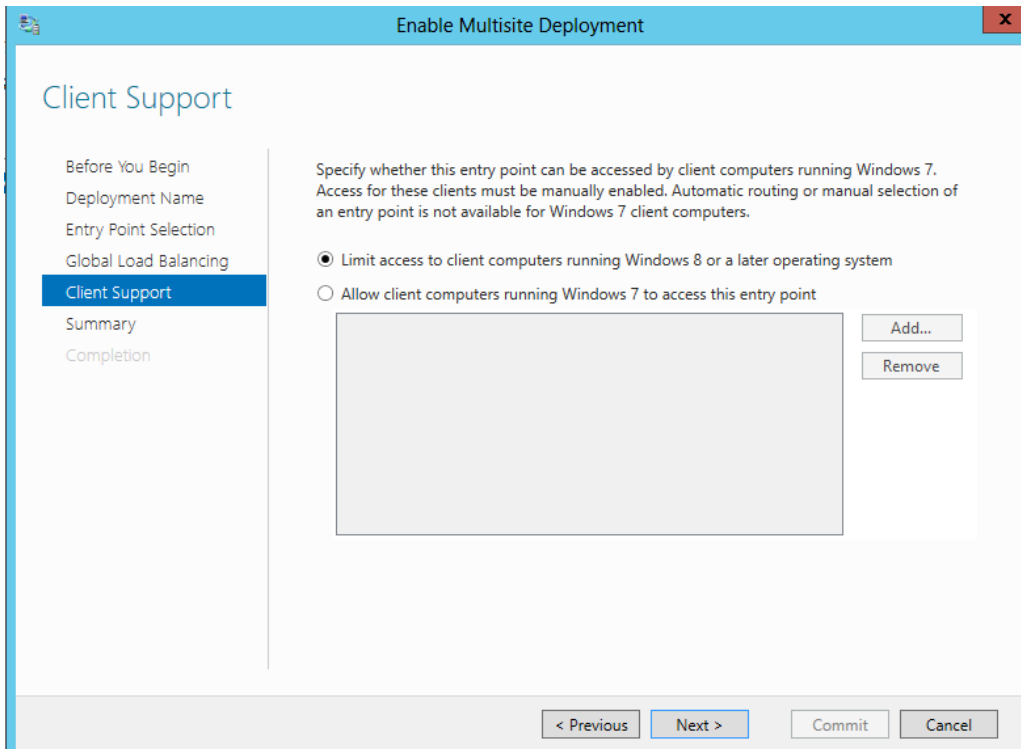 Enable Multisite Deployment
x
Client Support
Before You Begin
Deployment Name
Entry Point Selection
Global Load Balancing
Client Support
Summary
Completion
Specify whether this entry point can be accessed by client computers running Windows 7.
Access for these clients must be manually enabled. Automatic routing or manual selection of
an entry point is not available for Windows 7 client computers.
Limit access to client computers running Windows 8 or a later operating system
Allow client computers running Windows 7 to access this entry point
Add...
Remove
< Previous
Next >
Commit
Cancel